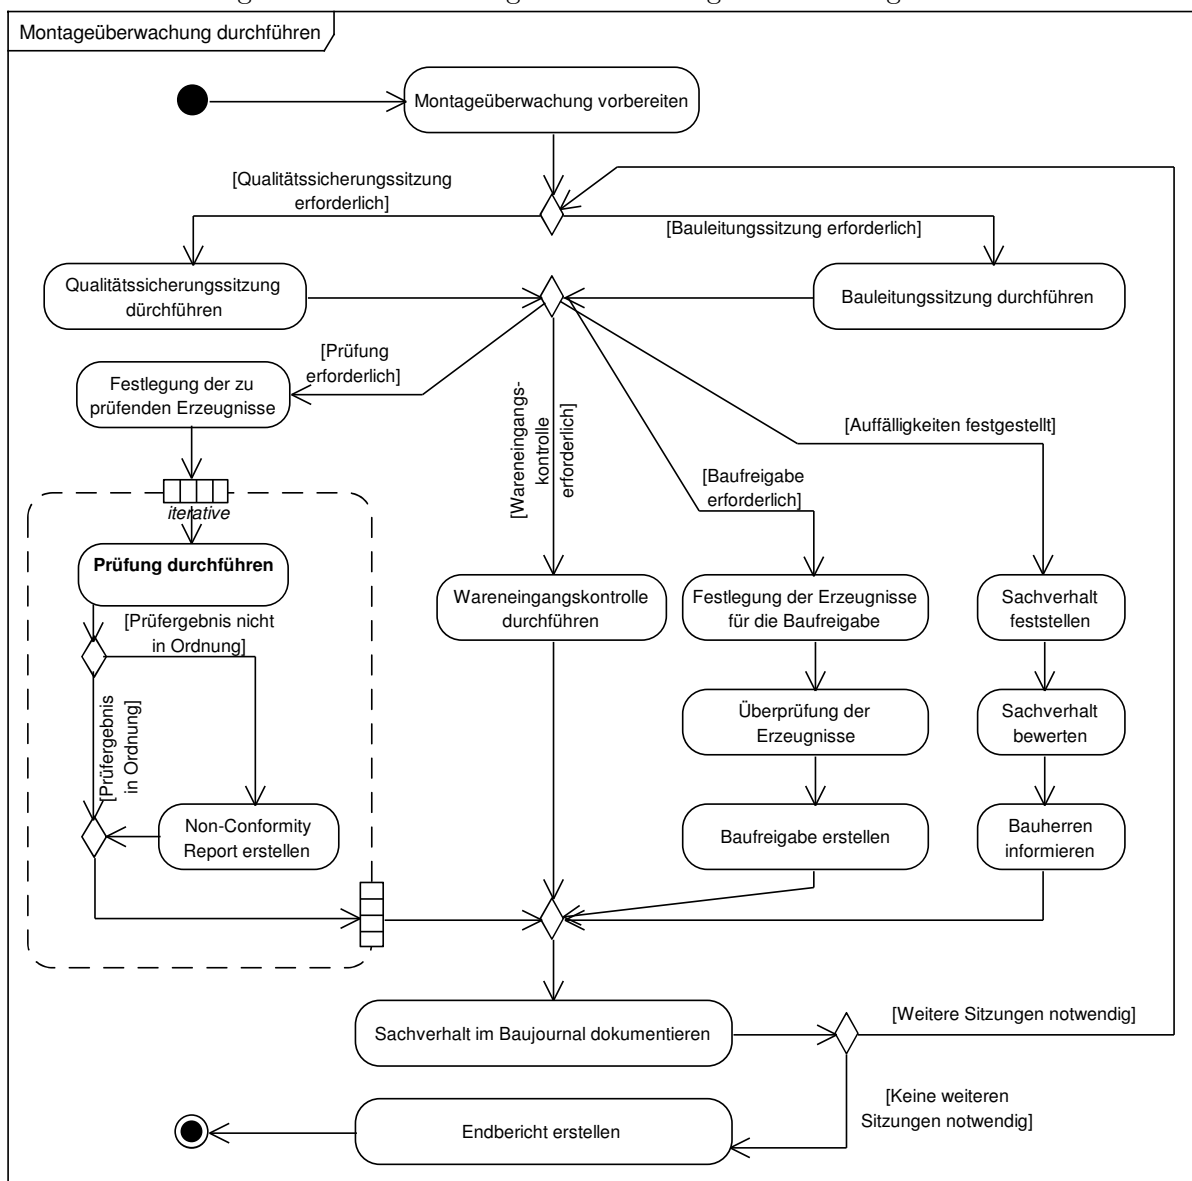 Montageüberwachung durchführen
Montageüberwachung vorbereiten
[Qualitätssicherungssitzung
erforderlich]
[Bauleitungssitzung erforderlich]
Qualitätssicherungssitzung
dürchführen
Bauleitungssitzung durchführen
[Prüfung
erforderlich]
Festlegung der zu
prüfenden Erzeugnisse
[Wareneingangs-
kontrolle
erforderlich]
[Auffälligkeiten festgestellt]
[Baufreigabe
erforderlich]
iterative
Prüfung durchführen
Wareneingangskontrolle
durchführen
Festlegung der Erzeugnisse
für die Baufreigabe
Sachverhalt
feststellen
[Prüfergebnis nicht
in Ordnung]
[Prüfergebnis
in Ordnung]
Überprüfung der
Erzeugnisse
Sachverhalt
bewerten
Non-Conformity
Report erstellen
Baufreigabe erstellen
Bauherren
informieren
Sachverhalt im Baujournal dokumentieren
[Weitere Sitzungen notwendig]
[Keine weiteren
Sitzungen notwendig]
Endbericht erstellen